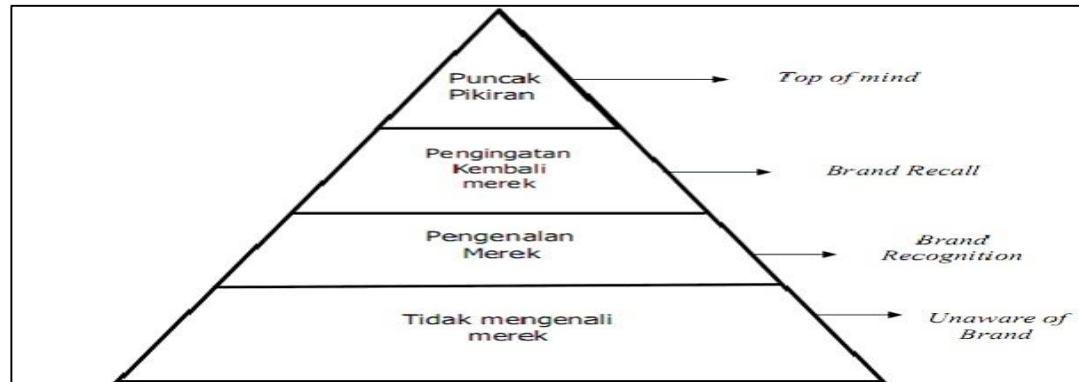 Puncak
Pikiran
Top of mind
Pengingatan
Kembali
merek
Brand Recall
Pengenalan
Merek
Brand
Recognition
Tidak mengenali
merek
Unaware of
Brand